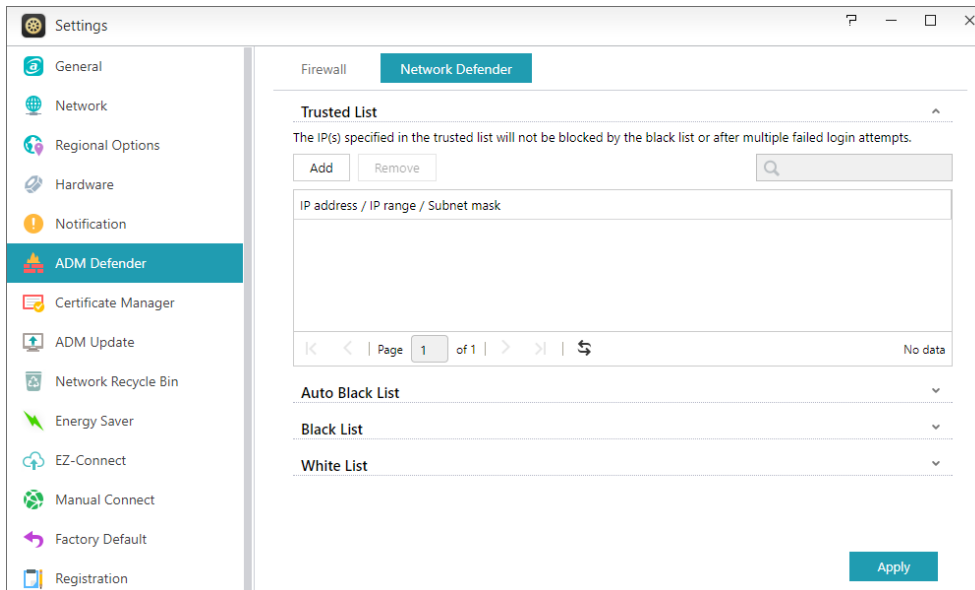 Settings
General
Network
Regional Options
Hardware
Notification
ADM Defender
Certificate Manager
ADM Update
Network Recycle Bin
Energy Saver
EZ-Connect
Manual Connect
Factory Default
Registration
Firewall
Network Defender
Trusted List
The IP(s) specified in the trusted list will not be blocked by the black list or after multiple failed login attempts.
Add
Remove
IP address / IP range / Subnet mask
Page 1 of 1
No data
Auto Black List
Black List
White List
Apply